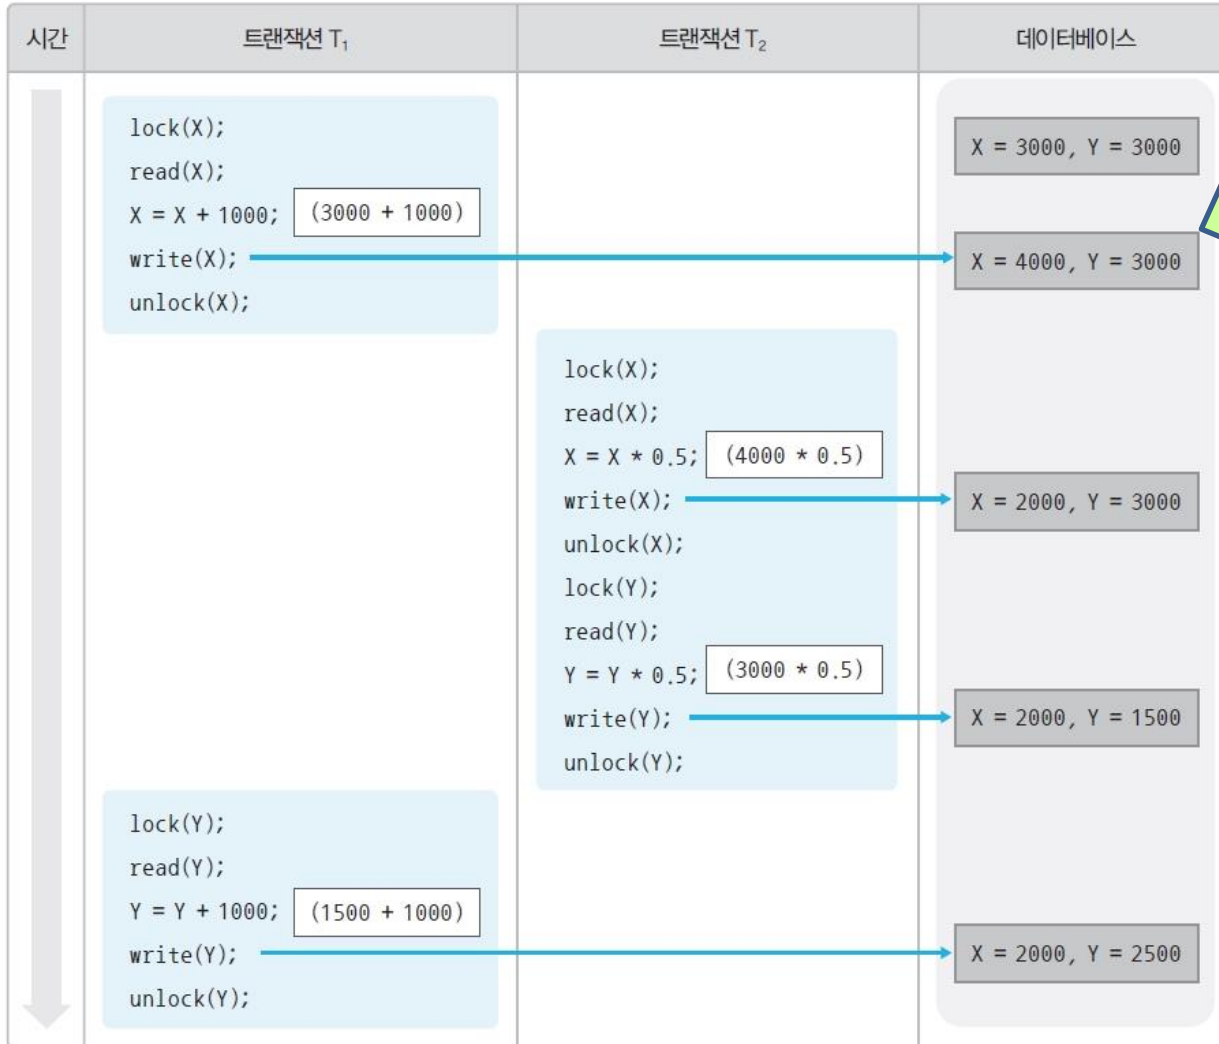 시간 트랜잭션 T₁ 트랜잭션 T₂ 데이터베이스
lock(X);
read(X);
X = X + 1000; (3000 + 1000)
write(X);
unlock(X);
X = 3000, Y = 3000
X = 4000, Y = 3000
lock(X);
read(X);
X = X * 0.5; (4000 * 0.5)
write(X);
unlock(X);
lock(Y);
read(Y);
Y = Y * 0.5; (3000 * 0.5)
write(Y);
unlock(Y);
X = 2000, Y = 3000
X = 2000, Y = 1500
lock(Y);
read(Y);
Y = Y + 1000; (1500 + 1000)
write(Y);
unlock(Y);
X = 2000, Y = 2500